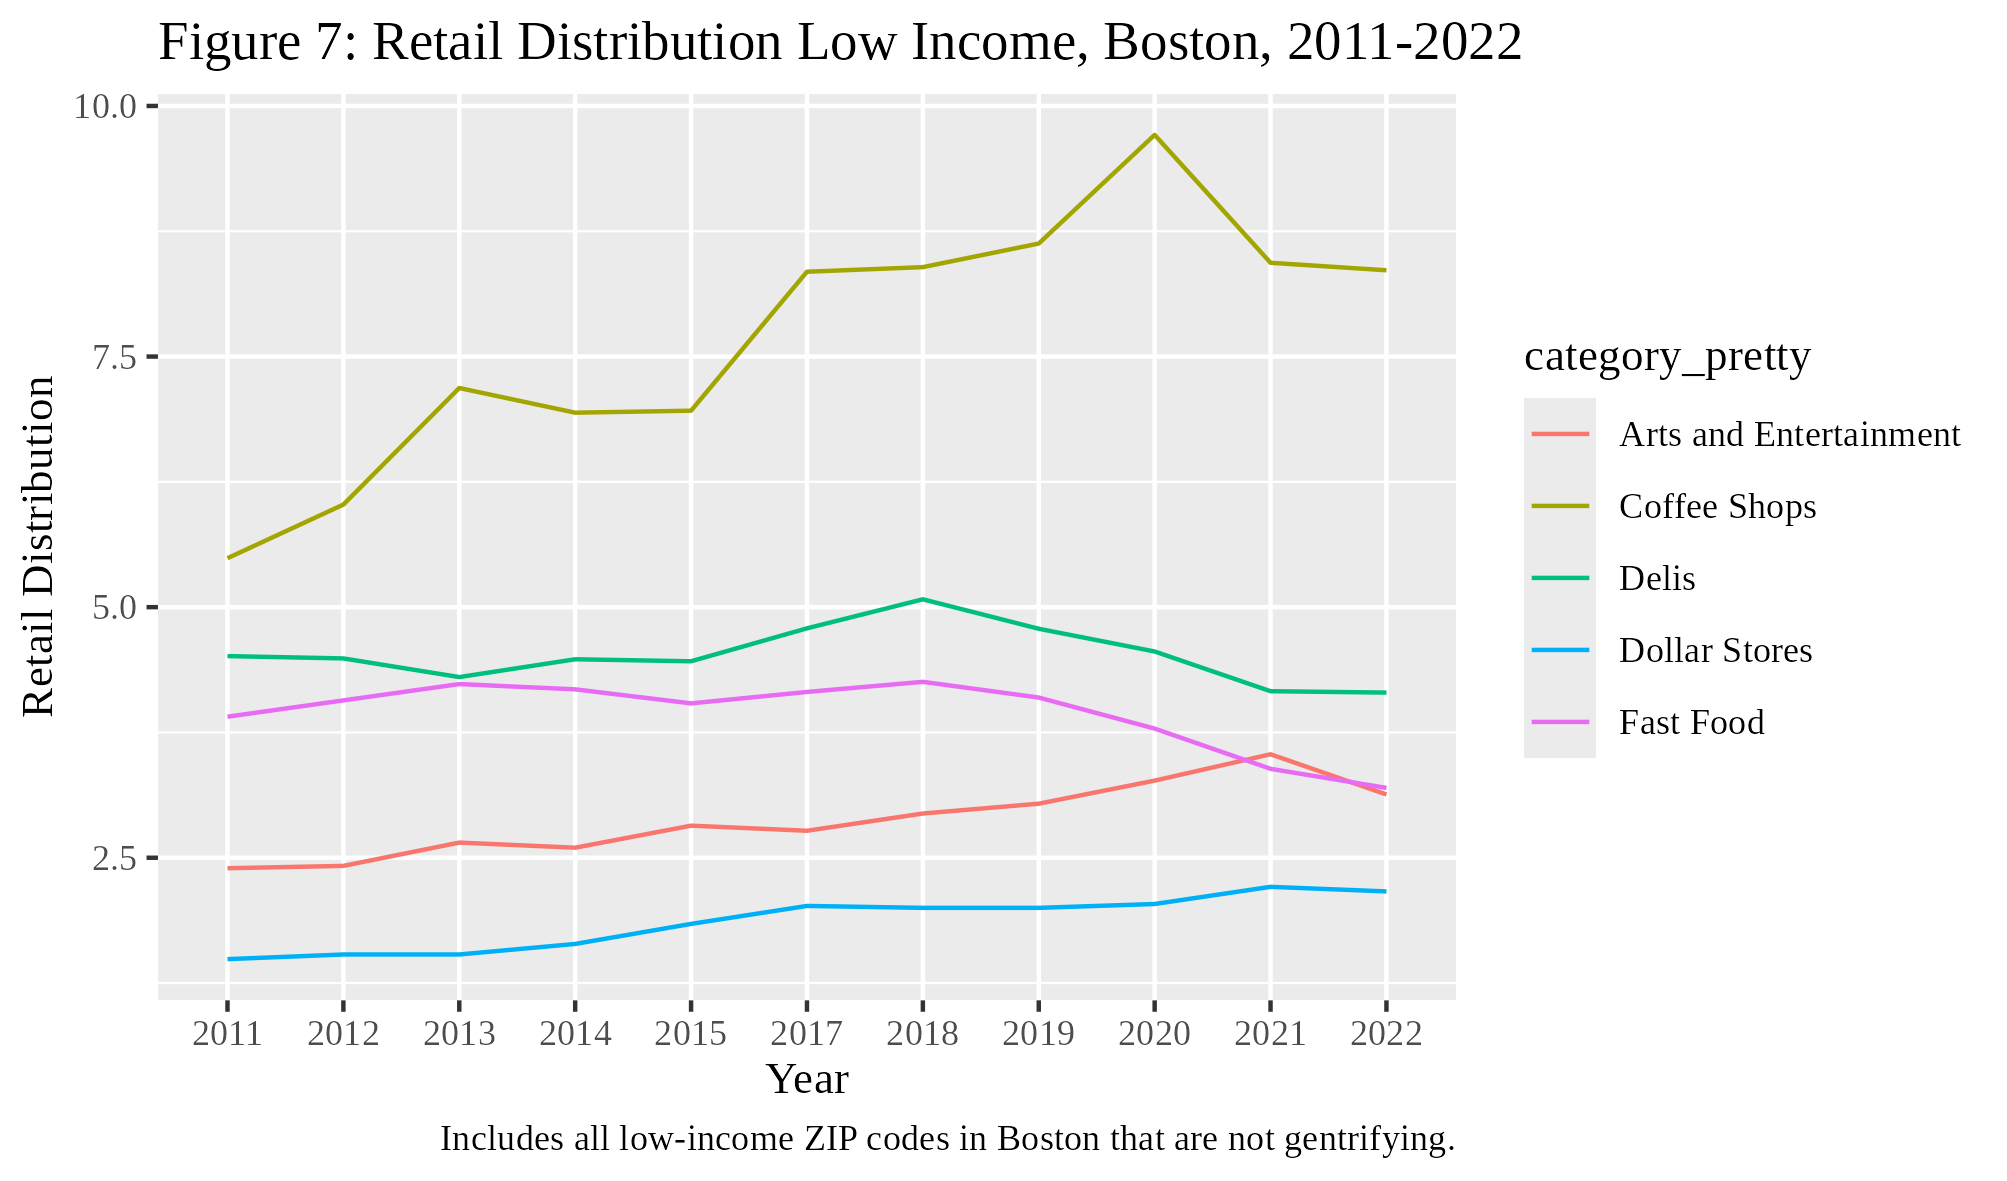 Figure 7: Retail Distribution Low Income, Boston, 2011-2022
10.0
7.5
5.0
2.5
Retail Distribution
2011 2012 2013 2014 2015 2017 2018 2019 2020 2021 2022
Year
Includes all low-income ZIP codes in Boston that are not gentrifying.
category_pretty
Arts and Entertainment
Coffee Shops
Delis
Dollar Stores
Fast Food